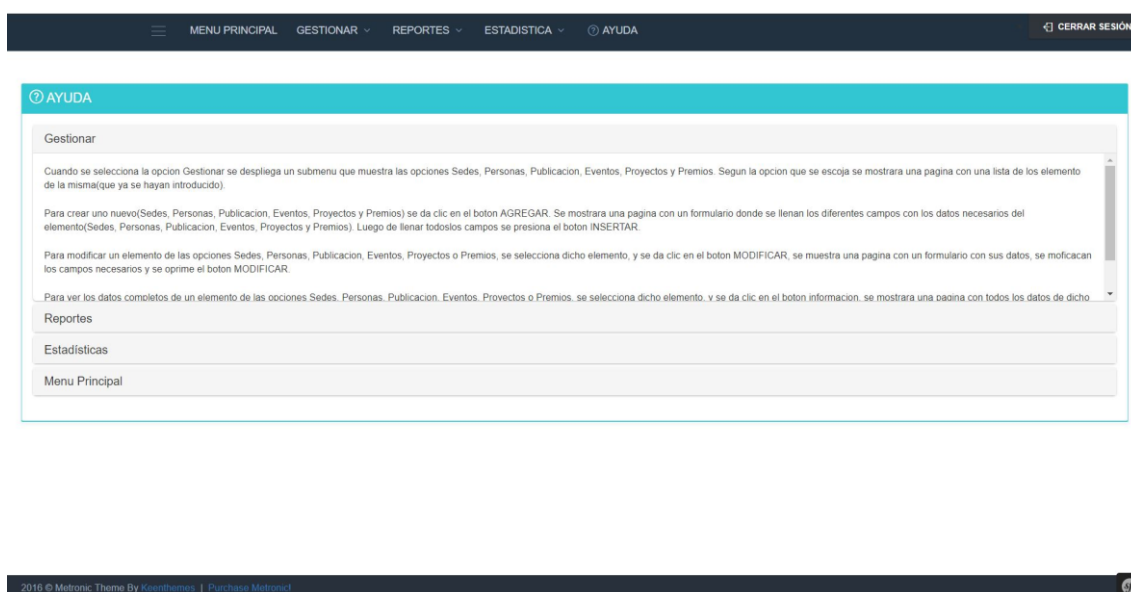 MENU PRINCIPAL GESTIONAR REPORTES ESTADISTICA AYUDA CERRAR SESIÓN
AYUDA
Gestionar
Cuando se selecciona la opcion Gestionar se despliega un submenu que muestra las opciones Sedes, Personas, Publicacion, Eventos, Proyectos y Premios. Segun la opcion que se escoja se mostrara una pagina con una lista de los elemento
de la misma(que ya se hayan introducido).
Para crear uno nuevo(Sedes, Personas, Publicacion, Eventos, Proyectos y Premios) se da clic en el boton AGREGAR. Se mostrara una pagina con un formulario donde se llenan los diferentes campos con los datos necesarios del
elemento(Sedes, Personas, Publicacion, Eventos, Proyectos y Premios). Luego de llenar todoslos campos se presiona el boton INSERTAR.
Para modificar un elemento de las opciones Sedes, Personas, Publicacion, Eventos, Proyectos o Premios, se selecciona dicho elemento, y se da clic en el boton MODIFICAR, se muestra una pagina con un formulario con sus datos, se moficacan
los campos necesarios y se oprime el boton MODIFICAR.
Para ver los datos completos de un elemento de las opciones Sedes, Personas, Publicacion, Eventos, Proyectos o Premios, se selecciona dicho elemento, y se da clic en el boton informacion, se mostrara una pagina con todos los datos de dicho
Reportes
Estadísticas
Menu Principal
2016 © Metronic Theme By Keenthemes | Purchase Metronic!